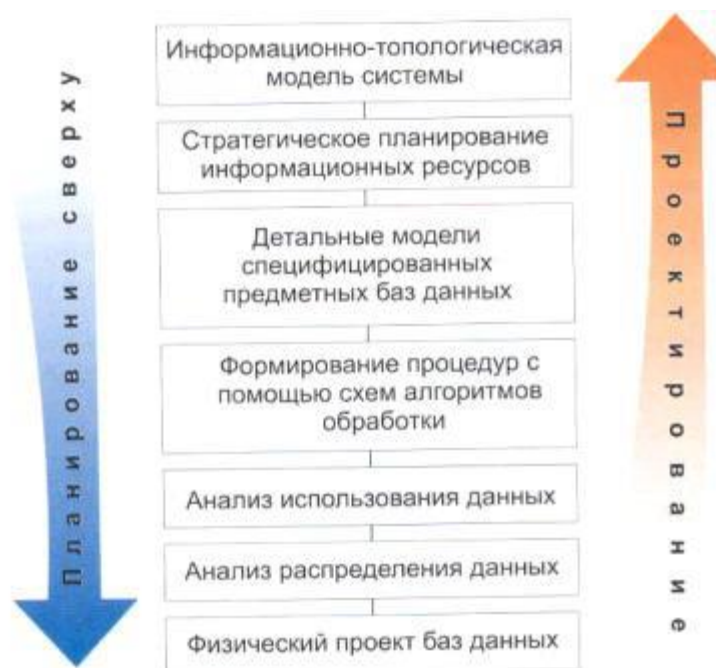 Планирование сверху
Информационно-топологическая
модель системы
Стратегическое планирование
информационных ресурсов
Детальные модели
специфицированных
предметных баз данных
Формирование процедур с
помощью схем алгоритмов
обработки
Анализ использования данных
Анализ распределения данных
Физический проект баз данных
Проектирование